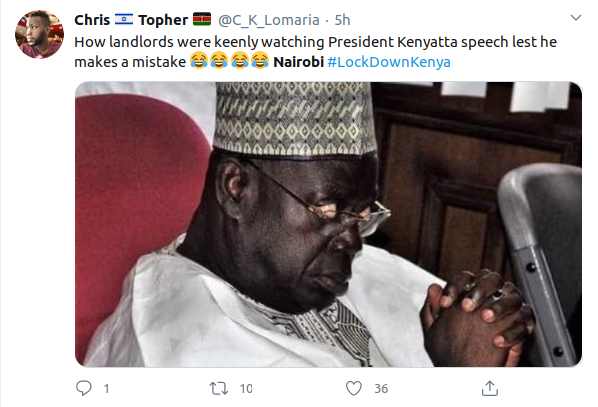 Chris 🇮🇱 Topher 🇰🇪 @C_K_Lomaria · 5h
How landlords were keenly watching President Kenyatta speech lest he
makes a mistake 😂😂😂😂 Nairobi #LockDownKenya
1 10 36